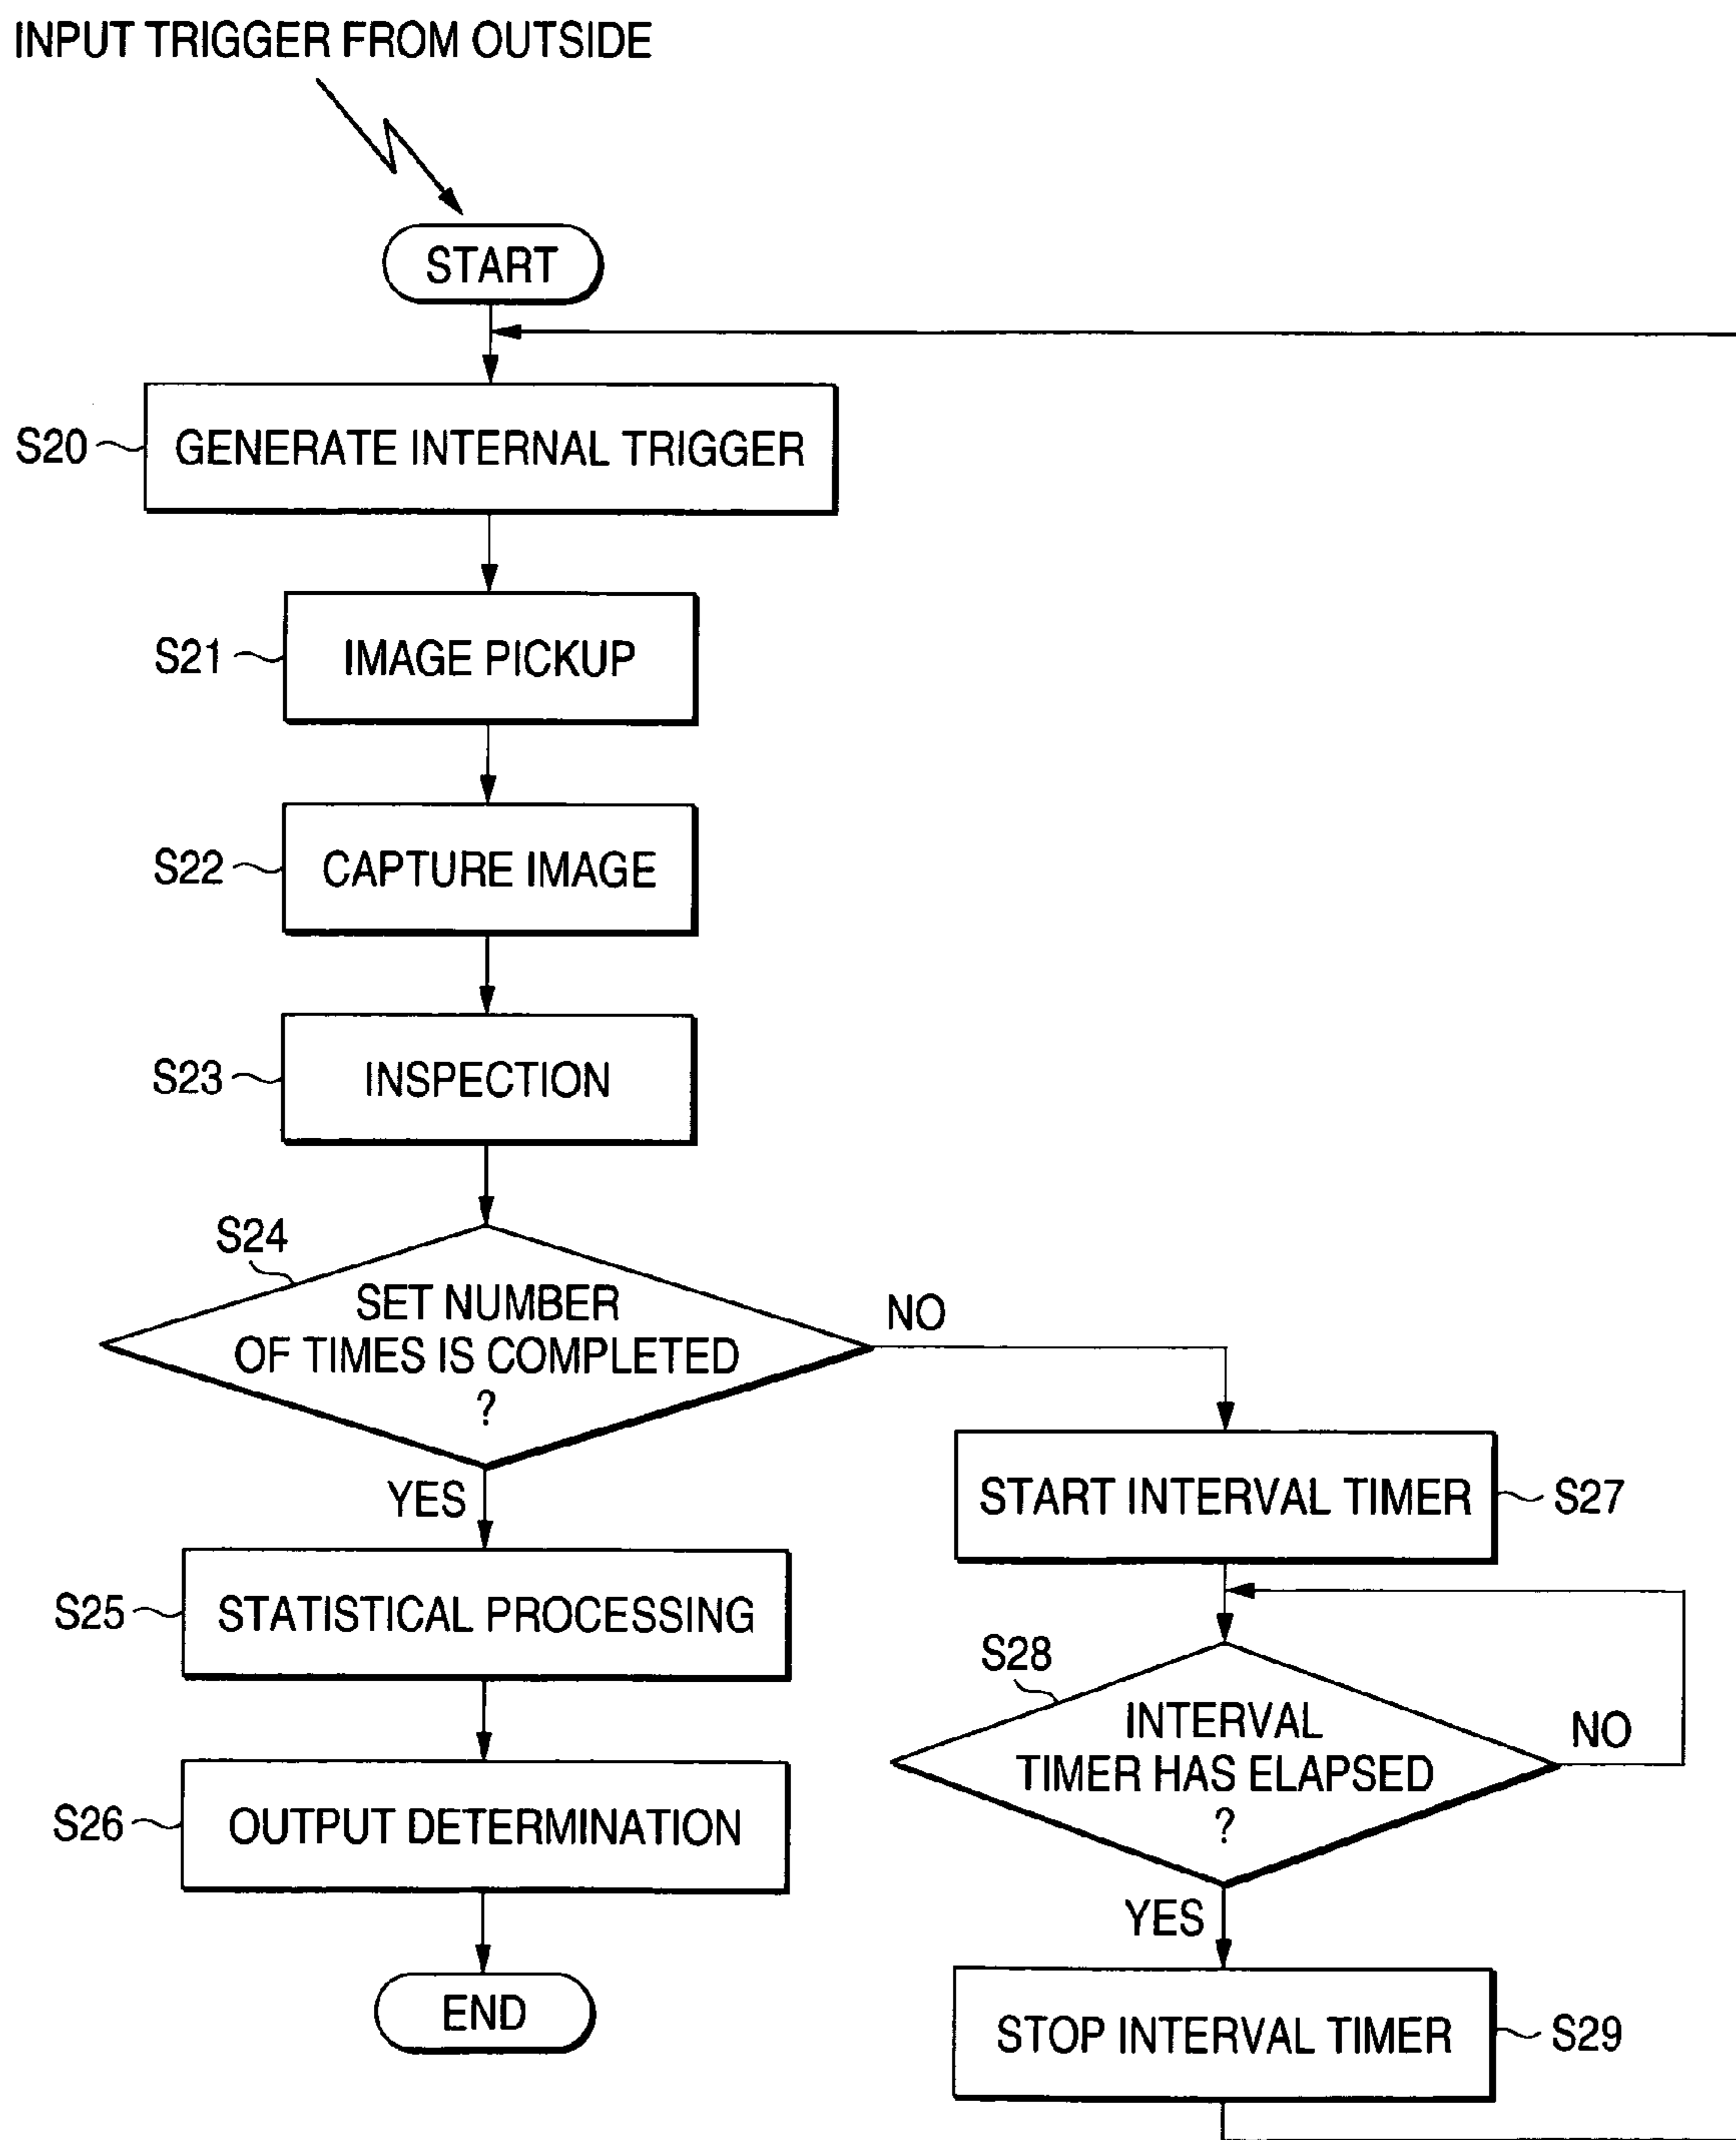 INPUT TRIGGER FROM OUTSIDE
START
S20
GENERATE INTERNAL TRIGGER
S21
IMAGE PICKUP
S22
CAPTURE IMAGE
S23
INSPECTION
S24
SET NUMBER
OF TIMES IS COMPLETED
?
NO
YES
S25
STATISTICAL PROCESSING
S26
OUTPUT DETERMINATION
END
START INTERVAL TIMER
S27
S28
INTERVAL
TIMER HAS ELAPSED
?
NO
YES
STOP INTERVAL TIMER
S29